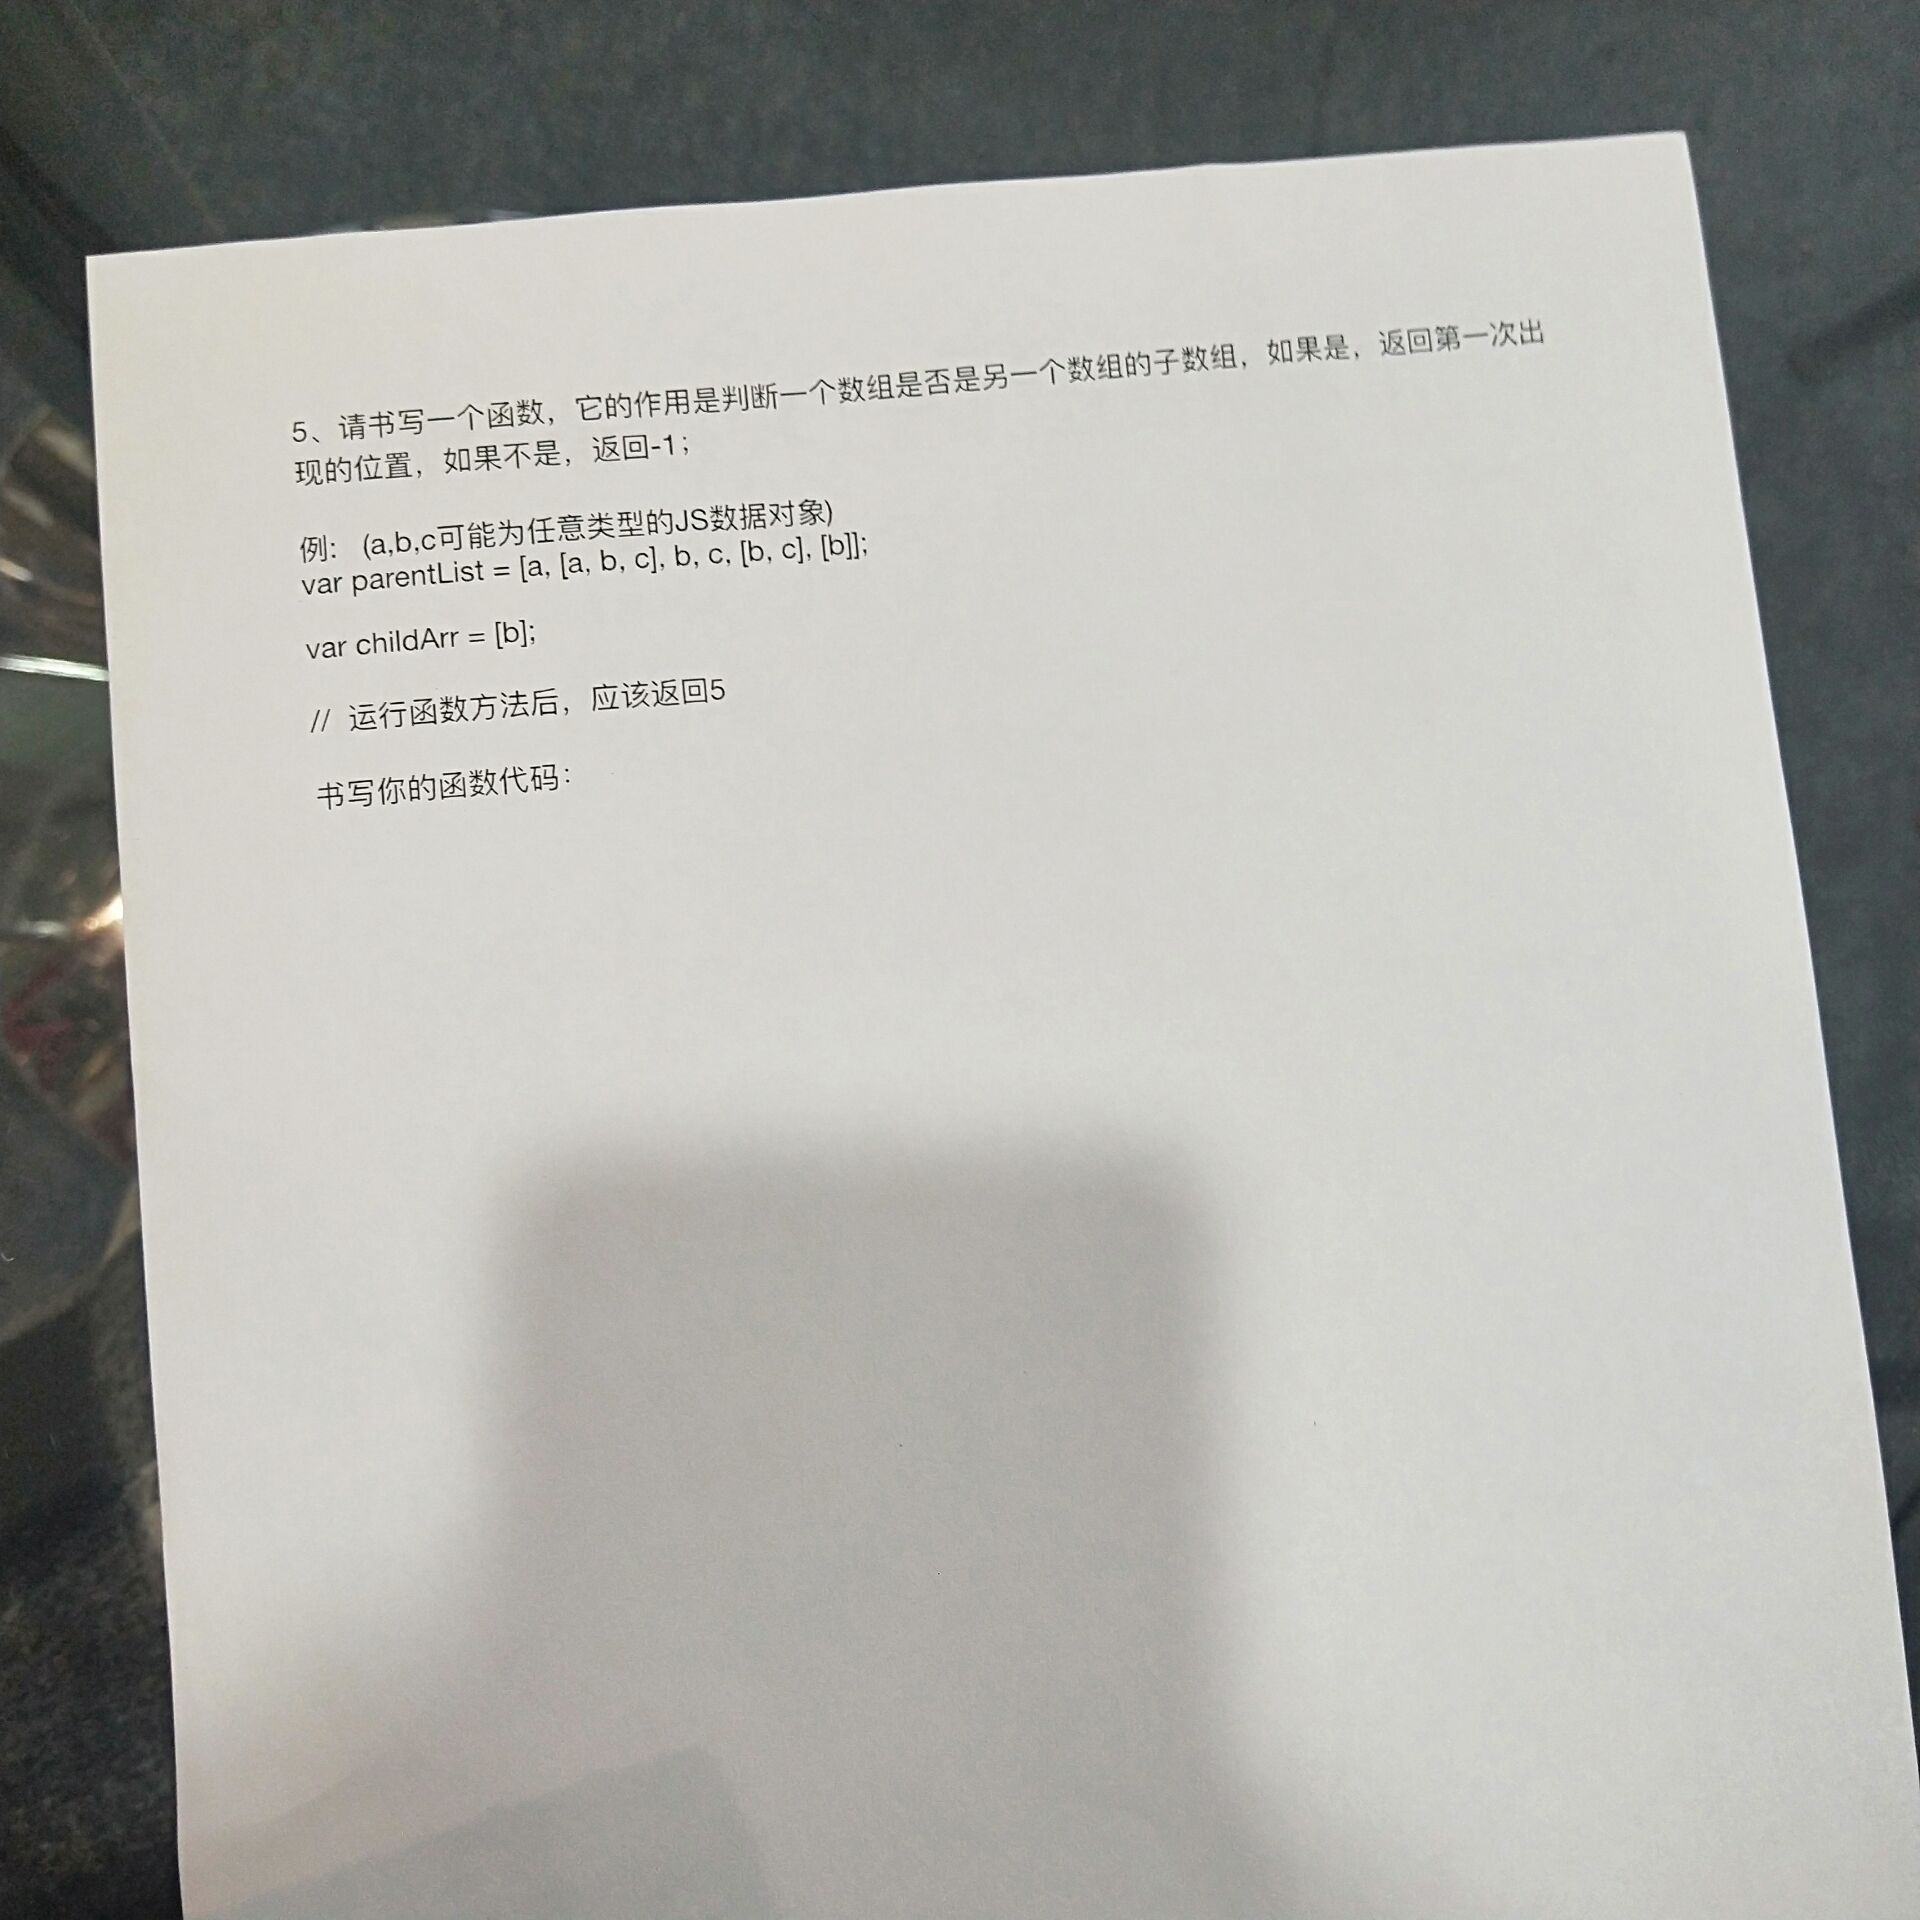 5、请书写一个函数，它的作用是判断一个数组是否是另一个数组的子数组，如果是，返回第一次出
现的位置，如果不是，返回-1；
例： (a,b,c可能为任意类型的JS数据对象)
var parentList = [a, [a, b, c], b, c, [b, c], [b]];
var childArr = [b];
// 运行函数方法后，应该返回5
书写你的函数代码：